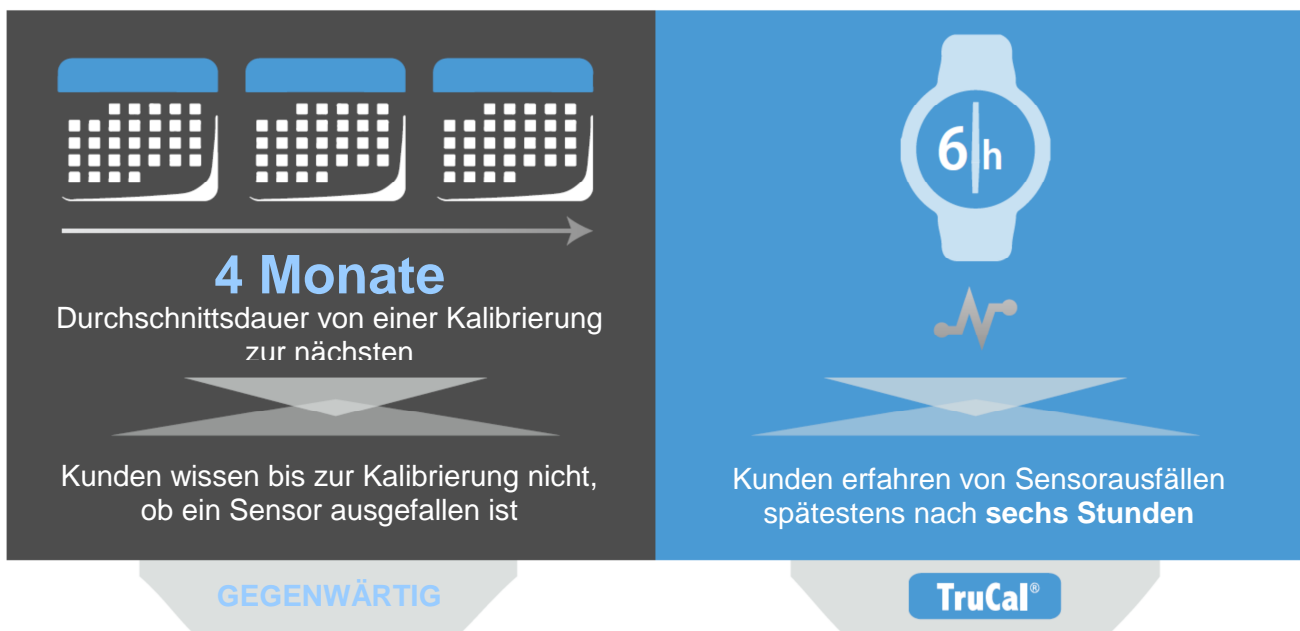 4 Monate
Durchschnittsdauer von einer Kalibrierung
zur nächsten
Kunden wissen bis zur Kalibrierung nicht,
ob ein Sensor ausgefallen ist
GEGENWÄRTIG
6 h
Kunden erfahren von Sensorausfällen
spätestens nach sechs Stunden
TruCal®